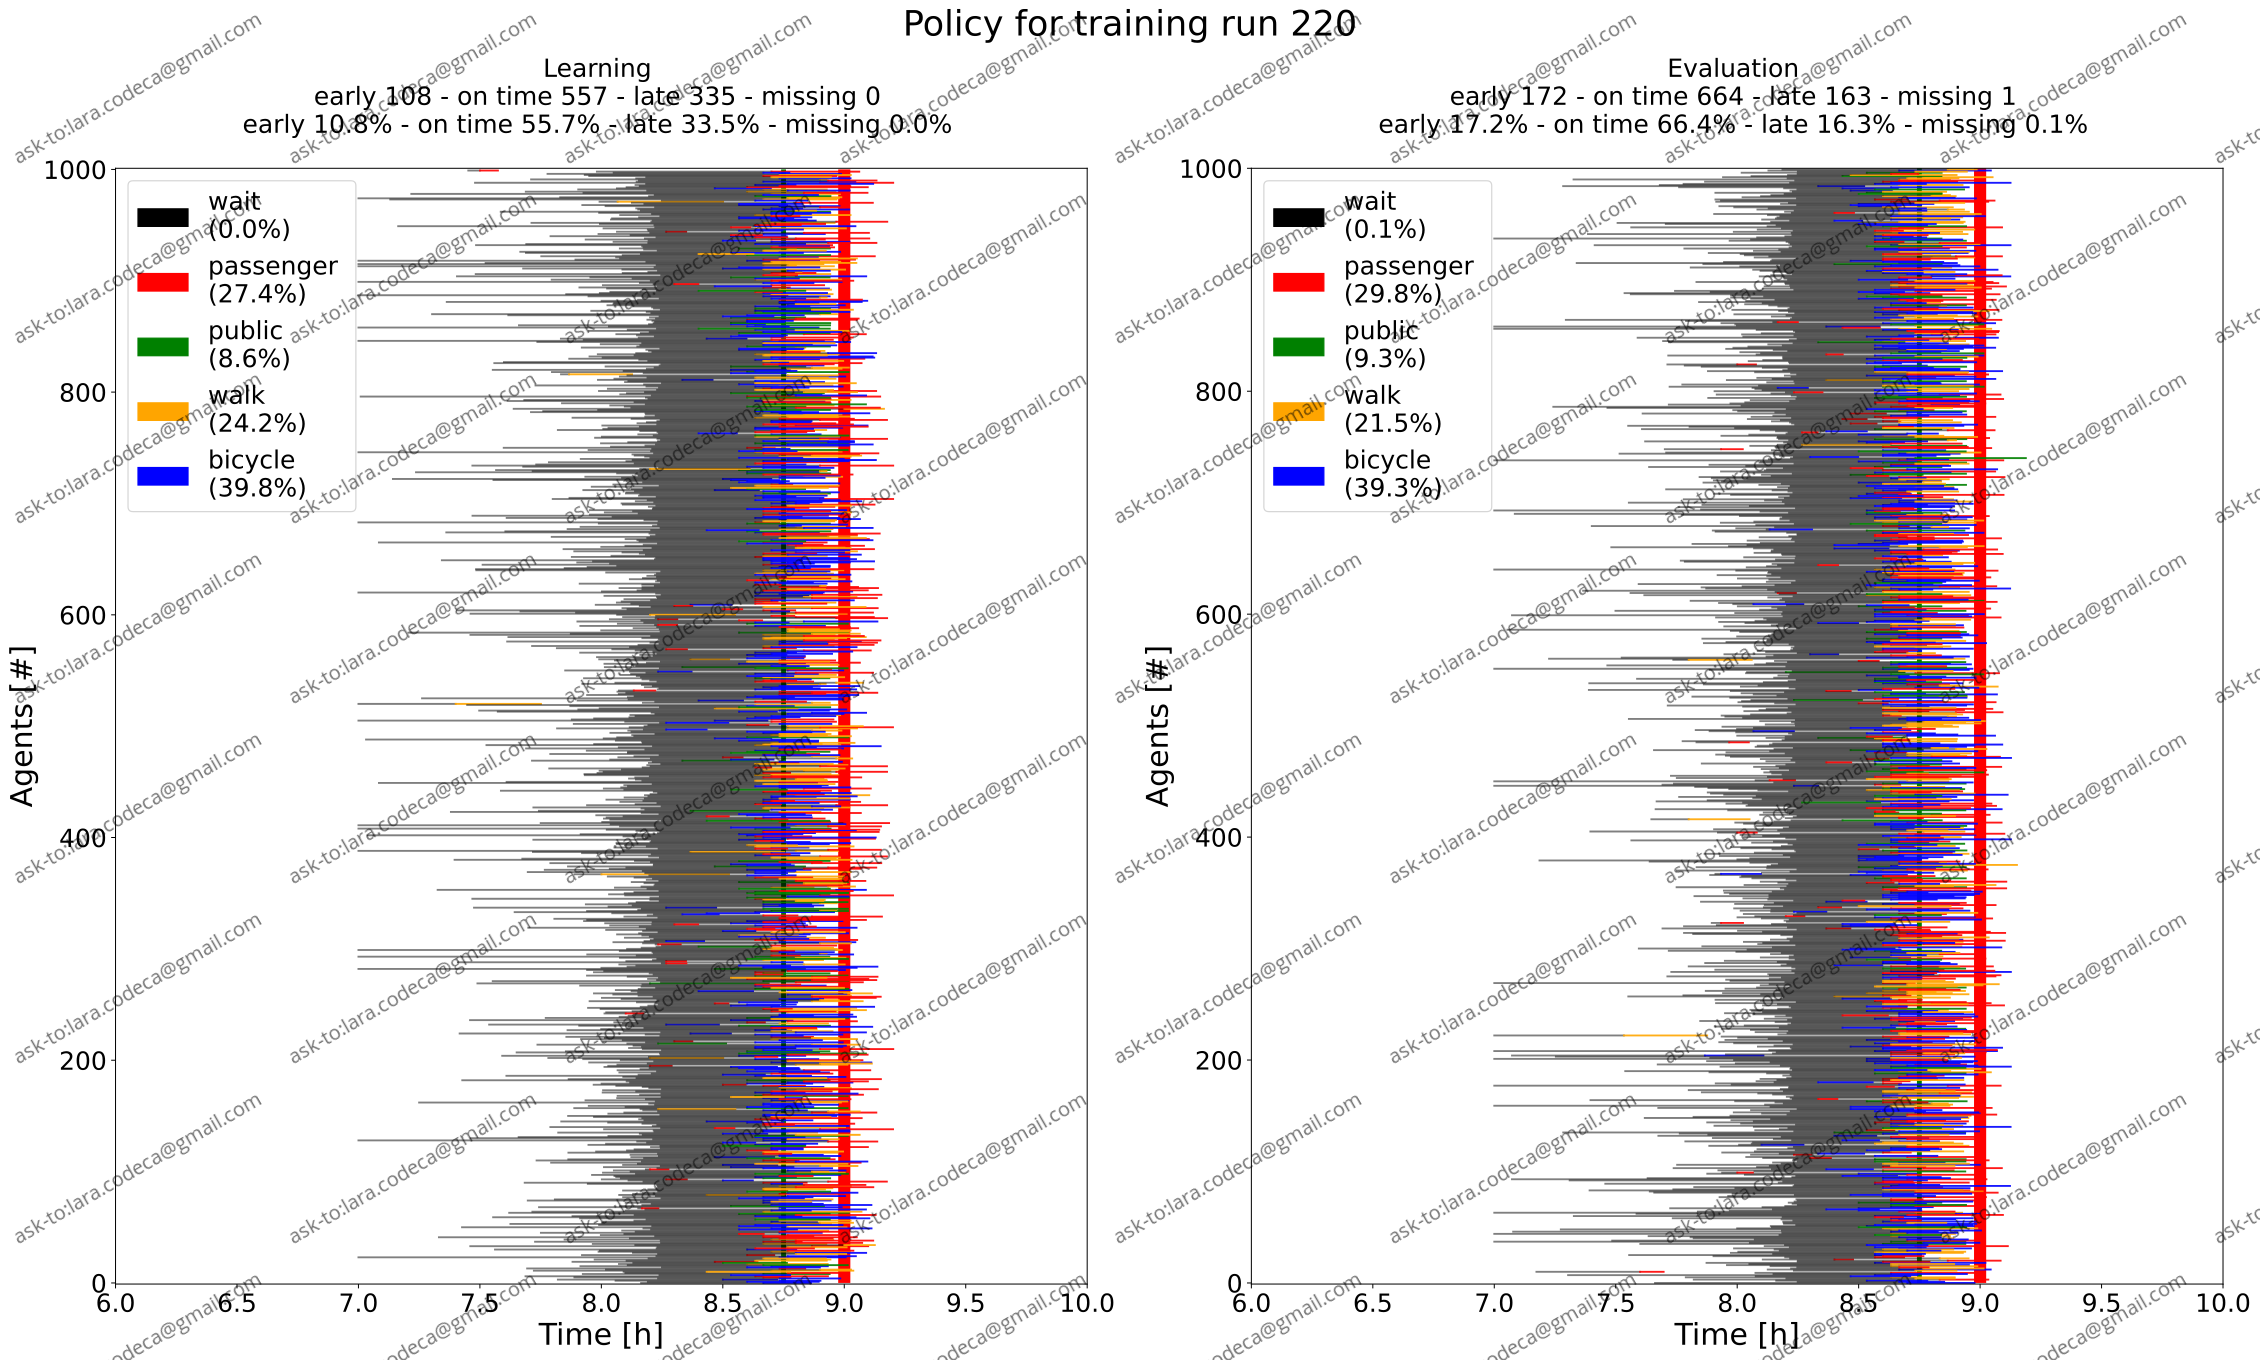 Policy for training run 220
Learning
early 108 - on time 557 - late 335 - missing 0
early 10.8% - on time 55.7% - late 33.5% - missing 0.0%
1000
800
600
400
200
0
Agents [#]
wait
(0.0%)
passenger
(27.4%)
public
(8.6%)
walk
(24.2%)
bicycle
(39.8%)
6.0 6.5 7.0 7.5 8.0 8.5 9.0 9.5 10.0
Time [h]
Evaluation
early 172 - on time 664 - late 163 - missing 1
early 17.2% - on time 66.4% - late 16.3% - missing 0.1%
1000
800
600
400
200
0
Agents [#]
wait
(0.1%)
passenger
(29.8%)
public
(9.3%)
walk
(21.5%)
bicycle
(39.3%)
6.0 6.5 7.0 7.5 8.0 8.5 9.0 9.5 10.0
Time [h]
ask-to:lara.codeca@gmail.com